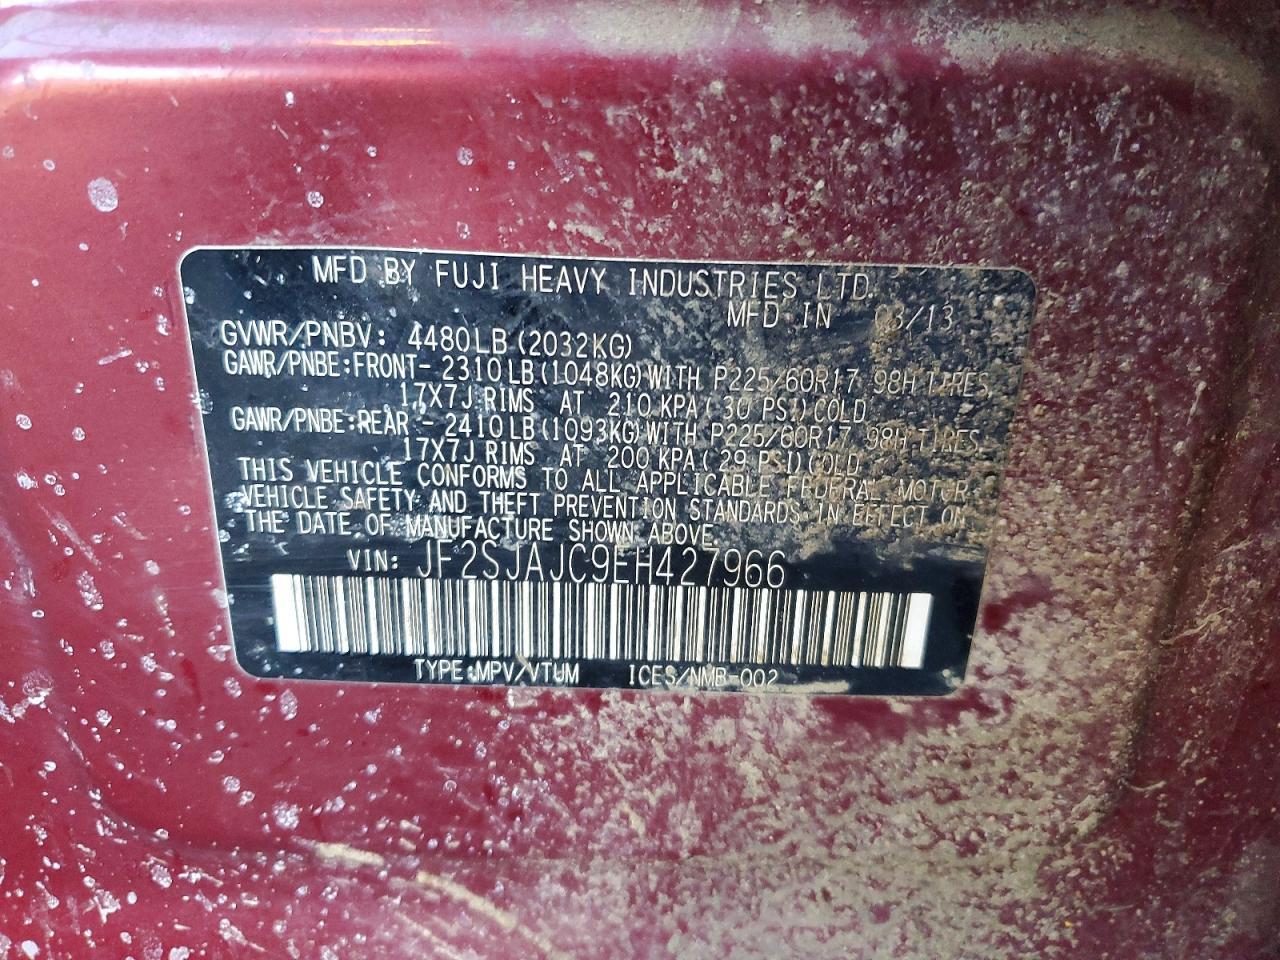 MFD BY FUJI HEAVY INDUSTRIES LTD.
MFD IN 03/13
GVWR/PNBV: 4480LB (2032KG)
GAWR/PNBE:FRONT- 2310LB(1048KG)WITH P225/60R17 98H TIRES,
17X7J RIMS AT 210 KPA( 30 PSI)COLD
GAWR/PNBE:REAR - 2410LB(1093KG)WITH P225/60R17 98H TIRES,
17X7J RIMS AT 200 KPA( 29 PSI)COLD
THIS VEHICLE CONFORMS TO ALL APPLICABLE FEDERAL MOTOR
VEHICLE SAFETY AND THEFT PREVENTION STANDARDS IN EFFECT ON
THE DATE OF MANUFACTURE SHOWN ABOVE.
VIN: JF2SJAJC9EH427966
TYPE:MPV/VTUM ICES/NMB-002